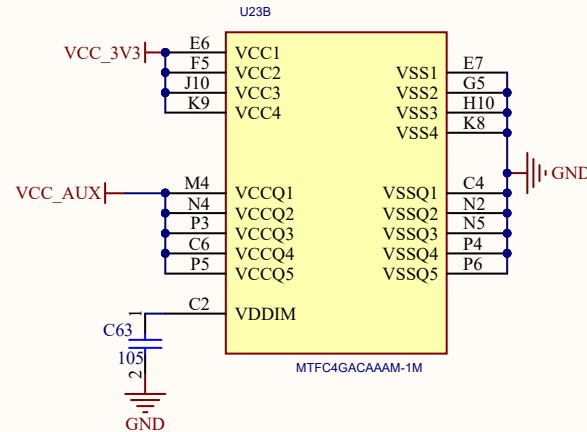 U23B
VCC_3V3
E6 VCC1
F5 VCC2
J10 VCC3
K9 VCC4
VSS1 E7
VSS2 G5
VSS3 H10
VSS4 K8
GND
VCC_AUX
M4 VCCQ1
N4 VCCQ2
P3 VCCQ3
C6 VCCQ4
P5 VCCQ5
VSSQ1 C4
VSSQ2 N2
VSSQ3 N5
VSSQ4 P4
VSSQ5 P6
C2 VDDIM
1
C63
105
2
GND
MTFC4GACAAAM-1M